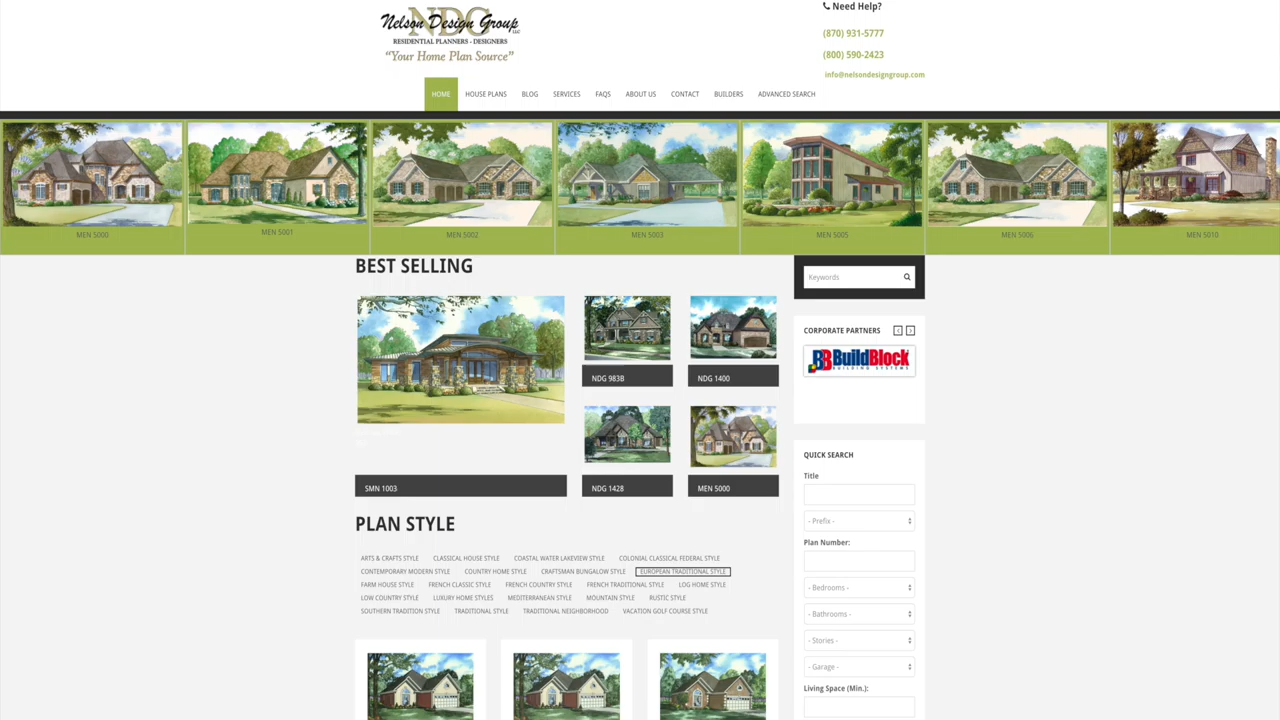 Nelson Design Group LLC
NDG
RESIDENTIAL PLANNERS - DESIGNERS
"Your Home Plan Source"
Need Help?
(870) 931-5777
(800) 590-2423
info@nelsondesigngroup.com
HOME HOUSE PLANS BLOG SERVICES FAQS ABOUT US CONTACT BUILDERS ADVANCED SEARCH
MEN 5000 MEN 5001 MEN 5002 MEN 5003 MEN 5005 MEN 5006 MEN 5010
BEST SELLING
NDG 983B NDG 1400
SMN 1003 NDG 1428 MEN 5000
PLAN STYLE
ARTS & CRAFTS STYLE CLASSICAL HOUSE STYLE COASTAL WATER LAKEVIEW STYLE COLONIAL CLASSICAL FEDERAL STYLE
CONTEMPORARY MODERN STYLE COUNTRY HOME STYLE CRAFTSMAN BUNGALOW STYLE EUROPEAN TRADITIONAL STYLE
FARM HOUSE STYLE FRENCH CLASSIC STYLE FRENCH COUNTRY STYLE FRENCH TRADITIONAL STYLE LOG HOME STYLE
LOW COUNTRY STYLE LUXURY HOME STYLES MEDITERRANEAN STYLE MOUNTAIN STYLE RUSTIC STYLE
SOUTHERN TRADITION STYLE TRADITIONAL STYLE TRADITIONAL NEIGHBORHOOD VACATION GOLF COURSE STYLE
Keywords
CORPORATE PARTNERS
BB BuildBlock
BUILDING SYSTEMS
QUICK SEARCH
Title
- Prefix -
Plan Number:
- Bedrooms -
- Bathrooms -
- Stories -
- Garage -
Living Space (Min.):